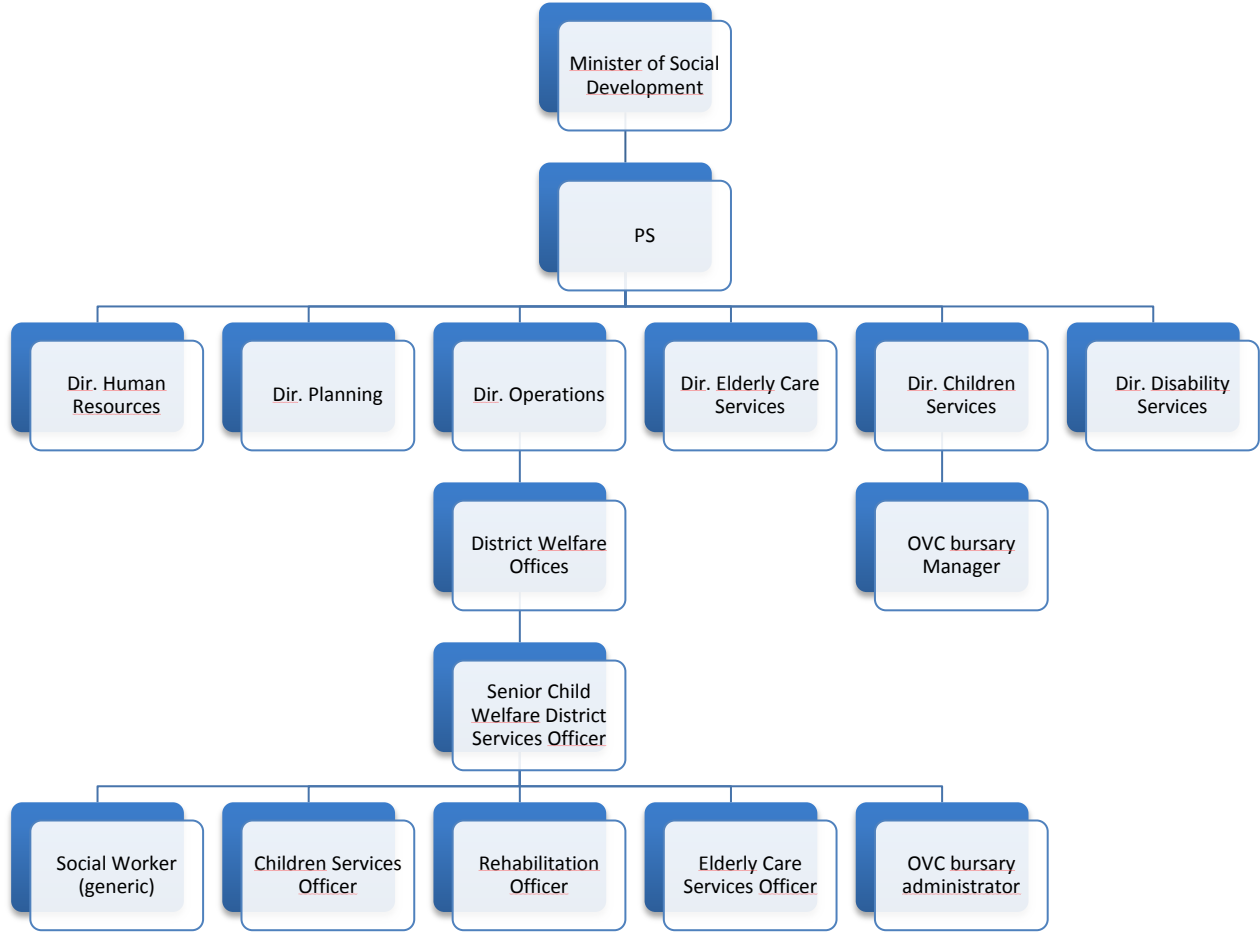 Minister of Social
Development
PS
Dir. Human
Resources
Dir. Planning
Dir. Operations
Dir. Elderly Care
Services
Dir. Children
Services
Dir. Disability
Services
District Welfare
Offices
OVC bursary
Manager
Senior Child
Welfare District
Services Officer
Social Worker
(generic)
Children Services
Officer
Rehabilitation
Officer
Elderly Care
Services Officer
OVC bursary
administrator